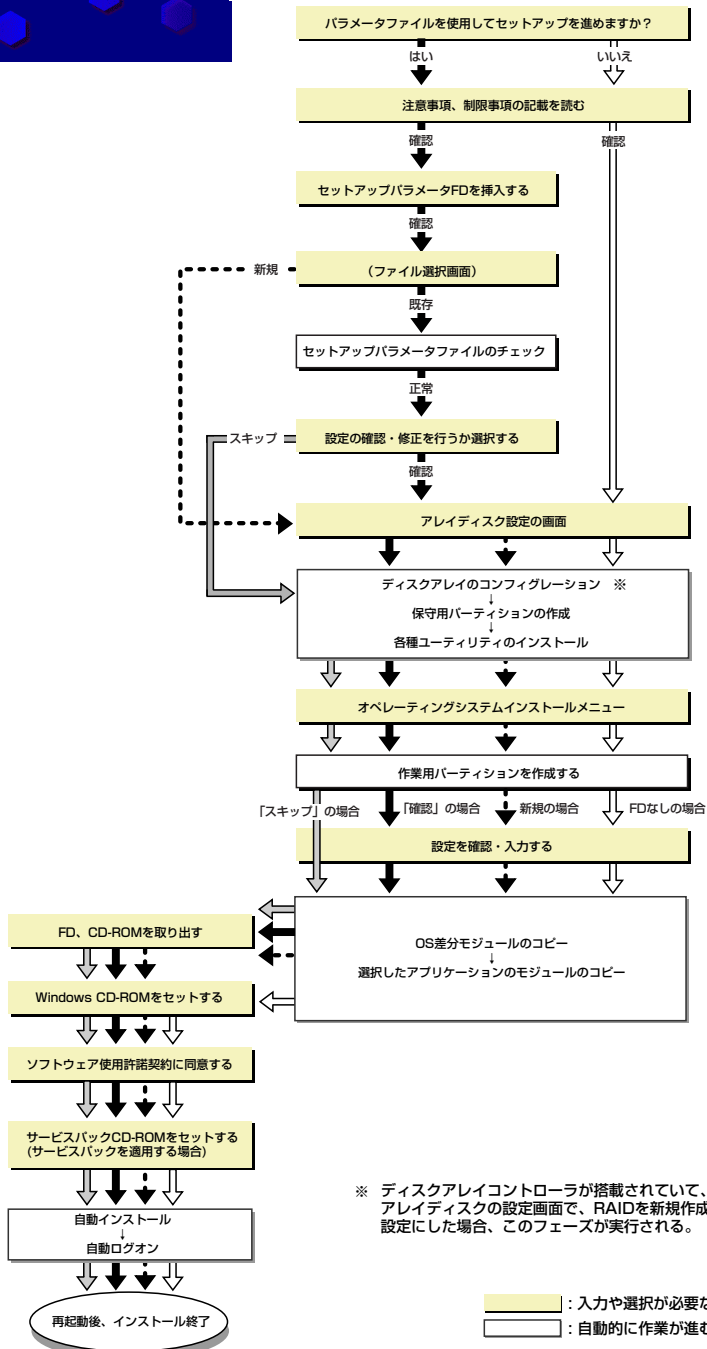 パラメータファイルを使用してセットアップを進めますか？
はい
いいえ
注意事項、制限事項の記載を読む
確認
確認
セットアップパラメータFDを挿入する
確認
新規
(ファイル選択画面)
既存
セットアップパラメータファイルのチェック
正常
スキップ
設定の確認・修正を行うか選択する
確認
アレイディスク設定の画面
ディスクアレイのコンフィグレーション ※
↓
保守用パーティションの作成
↓
各種ユーティリティのインストール
オペレーティングシステムインストールメニュー
作業用パーティションを作成する
「スキップ」の場合
「確認」の場合
新規の場合
FDなしの場合
設定を確認・入力する
OS差分モジュールのコピー
↓
選択したアプリケーションのモジュールのコピー
FD、CD-ROMを取り出す
Windows CD-ROMをセットする
ソフトウェア使用許諾契約に同意する
サービスパックCD-ROMをセットする
(サービスパックを適用する場合)
自動インストール
↓
自動ログオン
再起動後、インストール終了
※ ディスクアレイコントローラが搭載されていて、
アレイディスクの設定画面で、RAIDを新規作成
設定にした場合、このフェーズが実行される。
：入力や選択が必要な
：自動的に作業が進む